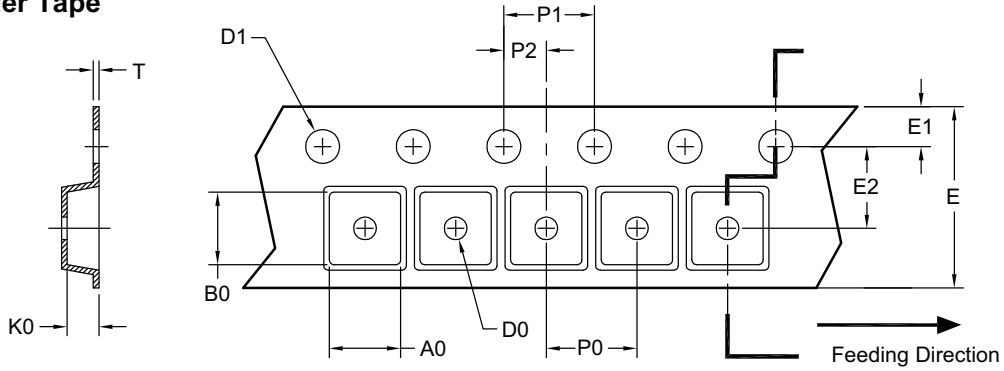 er Tape
P1
D1
P2
T
E1
E2
E
B0
K0
A0
D0
P0
Feeding Direction